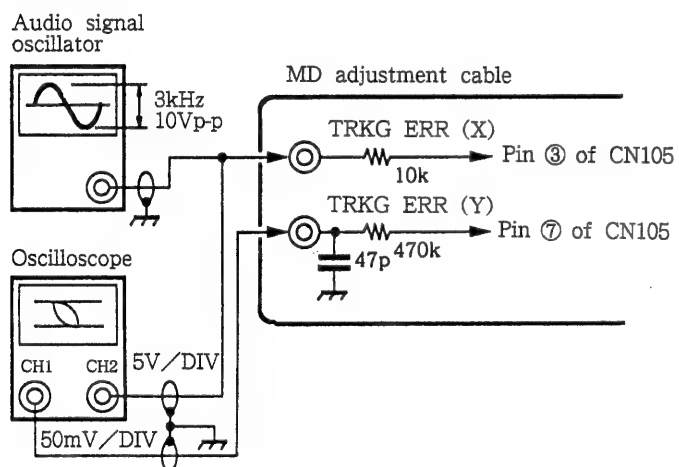 Audio signal
oscillator
3kHz
10Vp-p
MD adjustment cable
TRKG ERR (X)
10k
Pin ③ of CN105
TRKG ERR (Y)
470k
47p
Pin ⑦ of CN105
Oscilloscope
CH1
CH2
5V/DIV
50mV/DIV